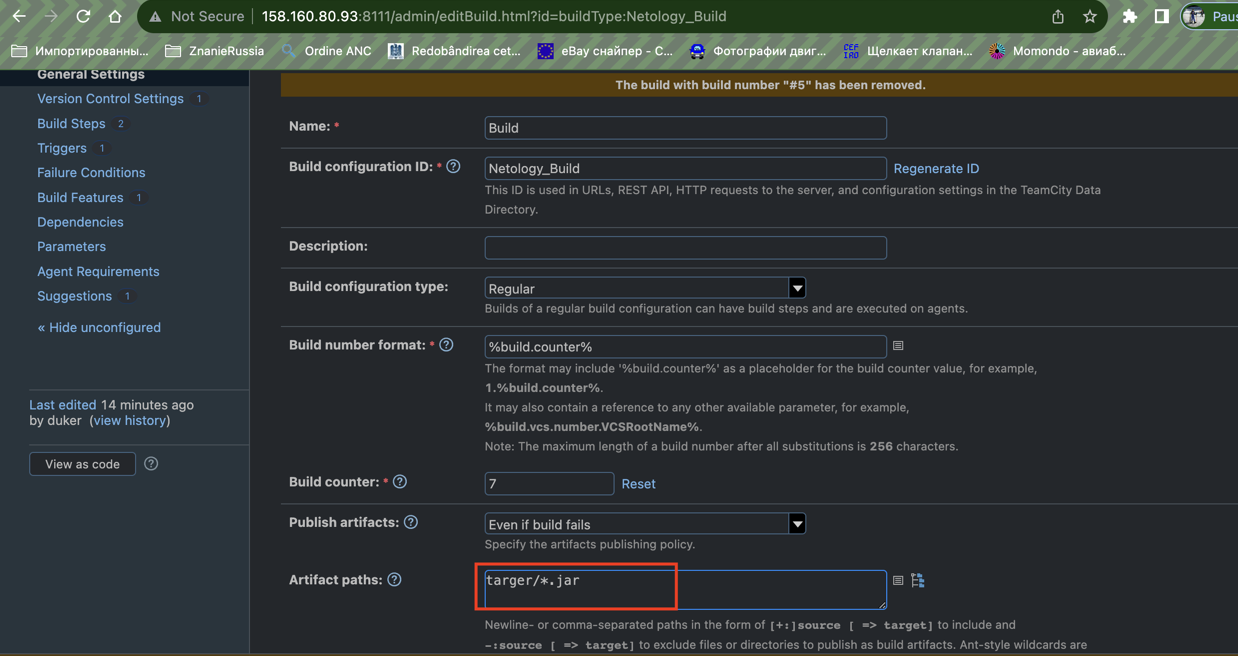 Not Secure 158.160.80.93:8111/admin/editBuild.html?id=buildType:Netology_Build Paus
Импортированны... ZnanieRussia Ordine ANC Redobândirea cet... eBay снайпер - С... Фотографии двиг... Щелкает клапан... Momondo - авиаб...
General Settings
Version Control Settings 1
Build Steps 2
Triggers 1
Failure Conditions
Build Features 1
Dependencies
Parameters
Agent Requirements
Suggestions 1
« Hide unconfigured
Last edited 14 minutes ago
by duker (view history)
View as code ?
The build with build number "#5" has been removed.
Name: * Build
Build configuration ID: * ? Netology_Build Regenerate ID
This ID is used in URLs, REST API, HTTP requests to the server, and configuration settings in the TeamCity Data
Directory.
Description:
Build configuration type: Regular
Builds of a regular build configuration can have build steps and are executed on agents.
Build number format: * ? %build.counter%
The format may include '%build.counter%' as a placeholder for the build counter value, for example,
1.%build.counter%.
It may also contain a reference to any other available parameter, for example,
%build.vcs.number.VCSRootName%.
Note: The maximum length of a build number after all substitutions is 256 characters.
Build counter: * ? 7 Reset
Publish artifacts: ? Even if build fails
Specify the artifacts publishing policy.
Artifact paths: ? targer/*.jar
Newline- or comma-separated paths in the form of [+:]source [ => target] to include and
-:source [ => target] to exclude files or directories to publish as build artifacts. Ant-style wildcards are